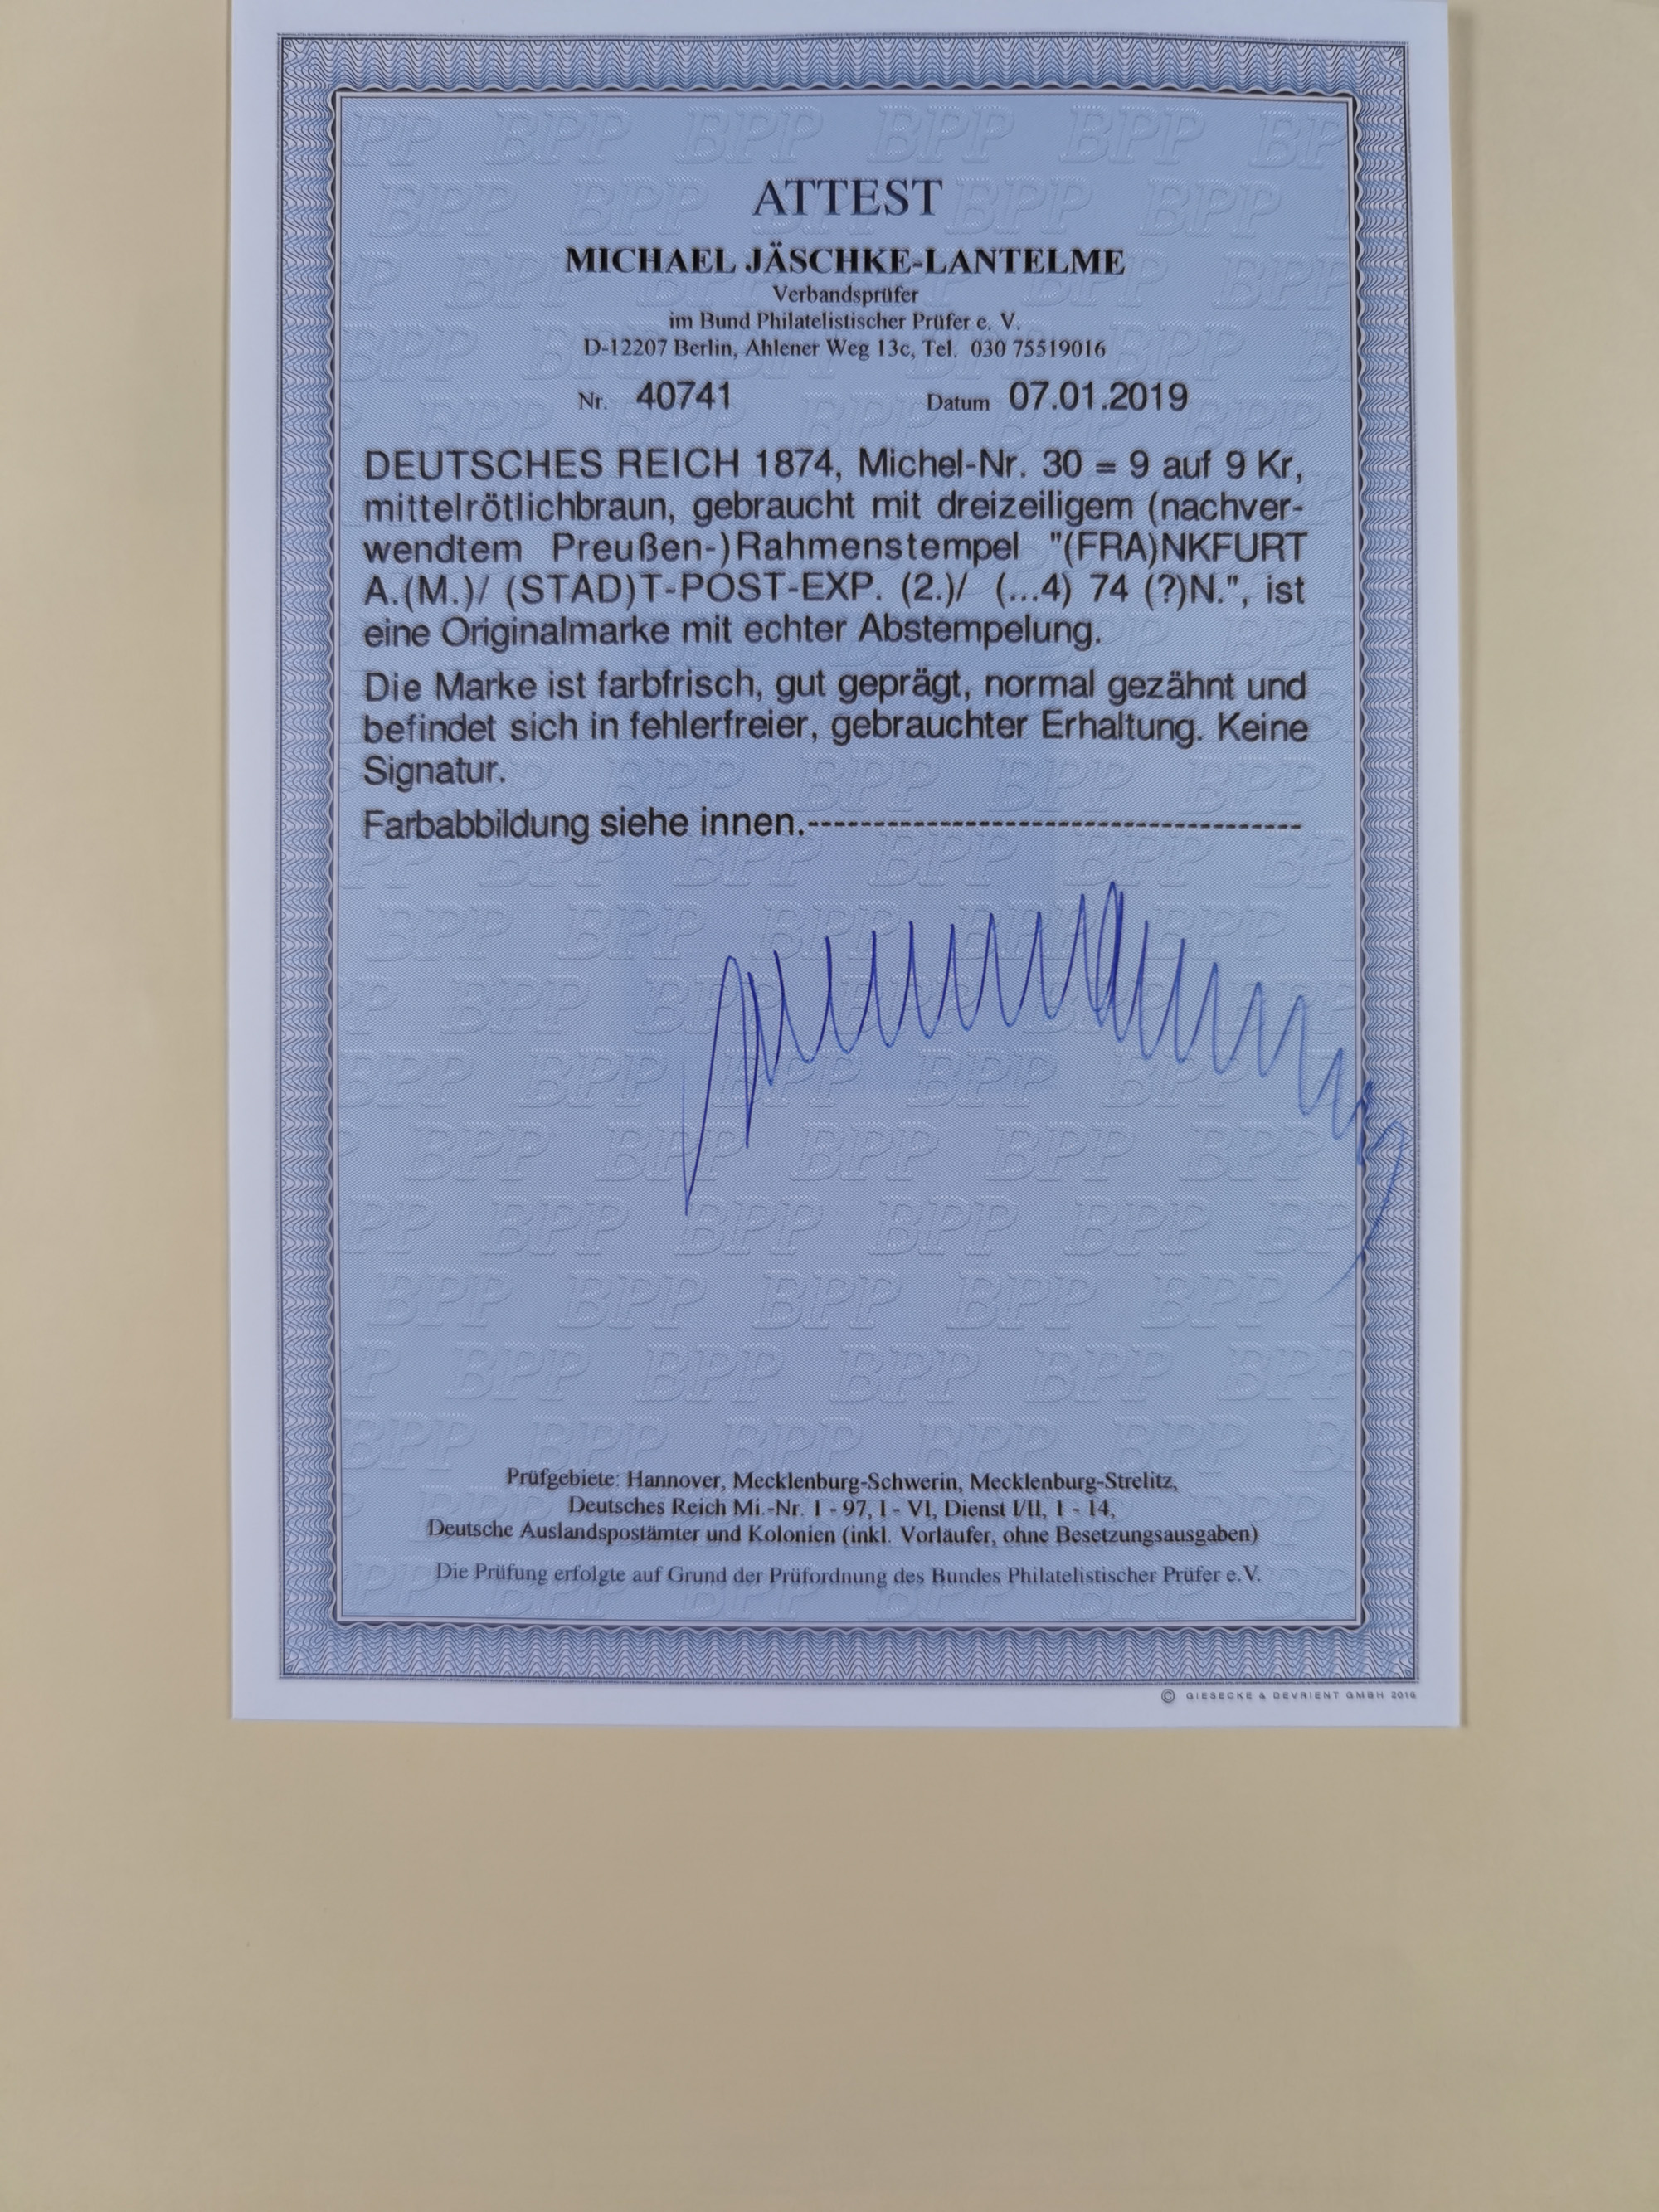 ATTEST
MICHAEL JÄSCHKE-LANTELME
Verbandsprüfer
im Bund Philatelistischer Prüfer e. V.
D-12207 Berlin, Ahlener Weg 13c, Tel. 030 75519016
Nr. 40741 Datum 07.01.2019
DEUTSCHES REICH 1874, Michel-Nr. 30 = 9 auf 9 Kr,
mittelrötlichbraun, gebraucht mit dreizeiligem (nachver-
wendtem Preußen-)Rahmenstempel "(FRA)NKFURT
A.(M.)/ (STAD)T-POST-EXP. (2.)/ (...4) 74 (?)N.", ist
eine Originalmarke mit echter Abstempelung.
Die Marke ist farbfrisch, gut geprägt, normal gezähnt und
befindet sich in fehlerfreier, gebrauchter Erhaltung. Keine
Signatur.
Farbabbildung siehe innen.--------------------------------------
Prüfgebiete: Hannover, Mecklenburg-Schwerin, Mecklenburg-Strelitz,
Deutsches Reich Mi.-Nr. 1 - 97, I - VI, Dienst I/II, 1 - 14,
Deutsche Auslandspostämter und Kolonien (inkl. Vorläufer, ohne Besetzungsausgaben)
Die Prüfung erfolgte auf Grund der Prüfordnung des Bundes Philatelistischer Prüfer e.V.
© GIESECKE & DEVRIENT GMBH 2016